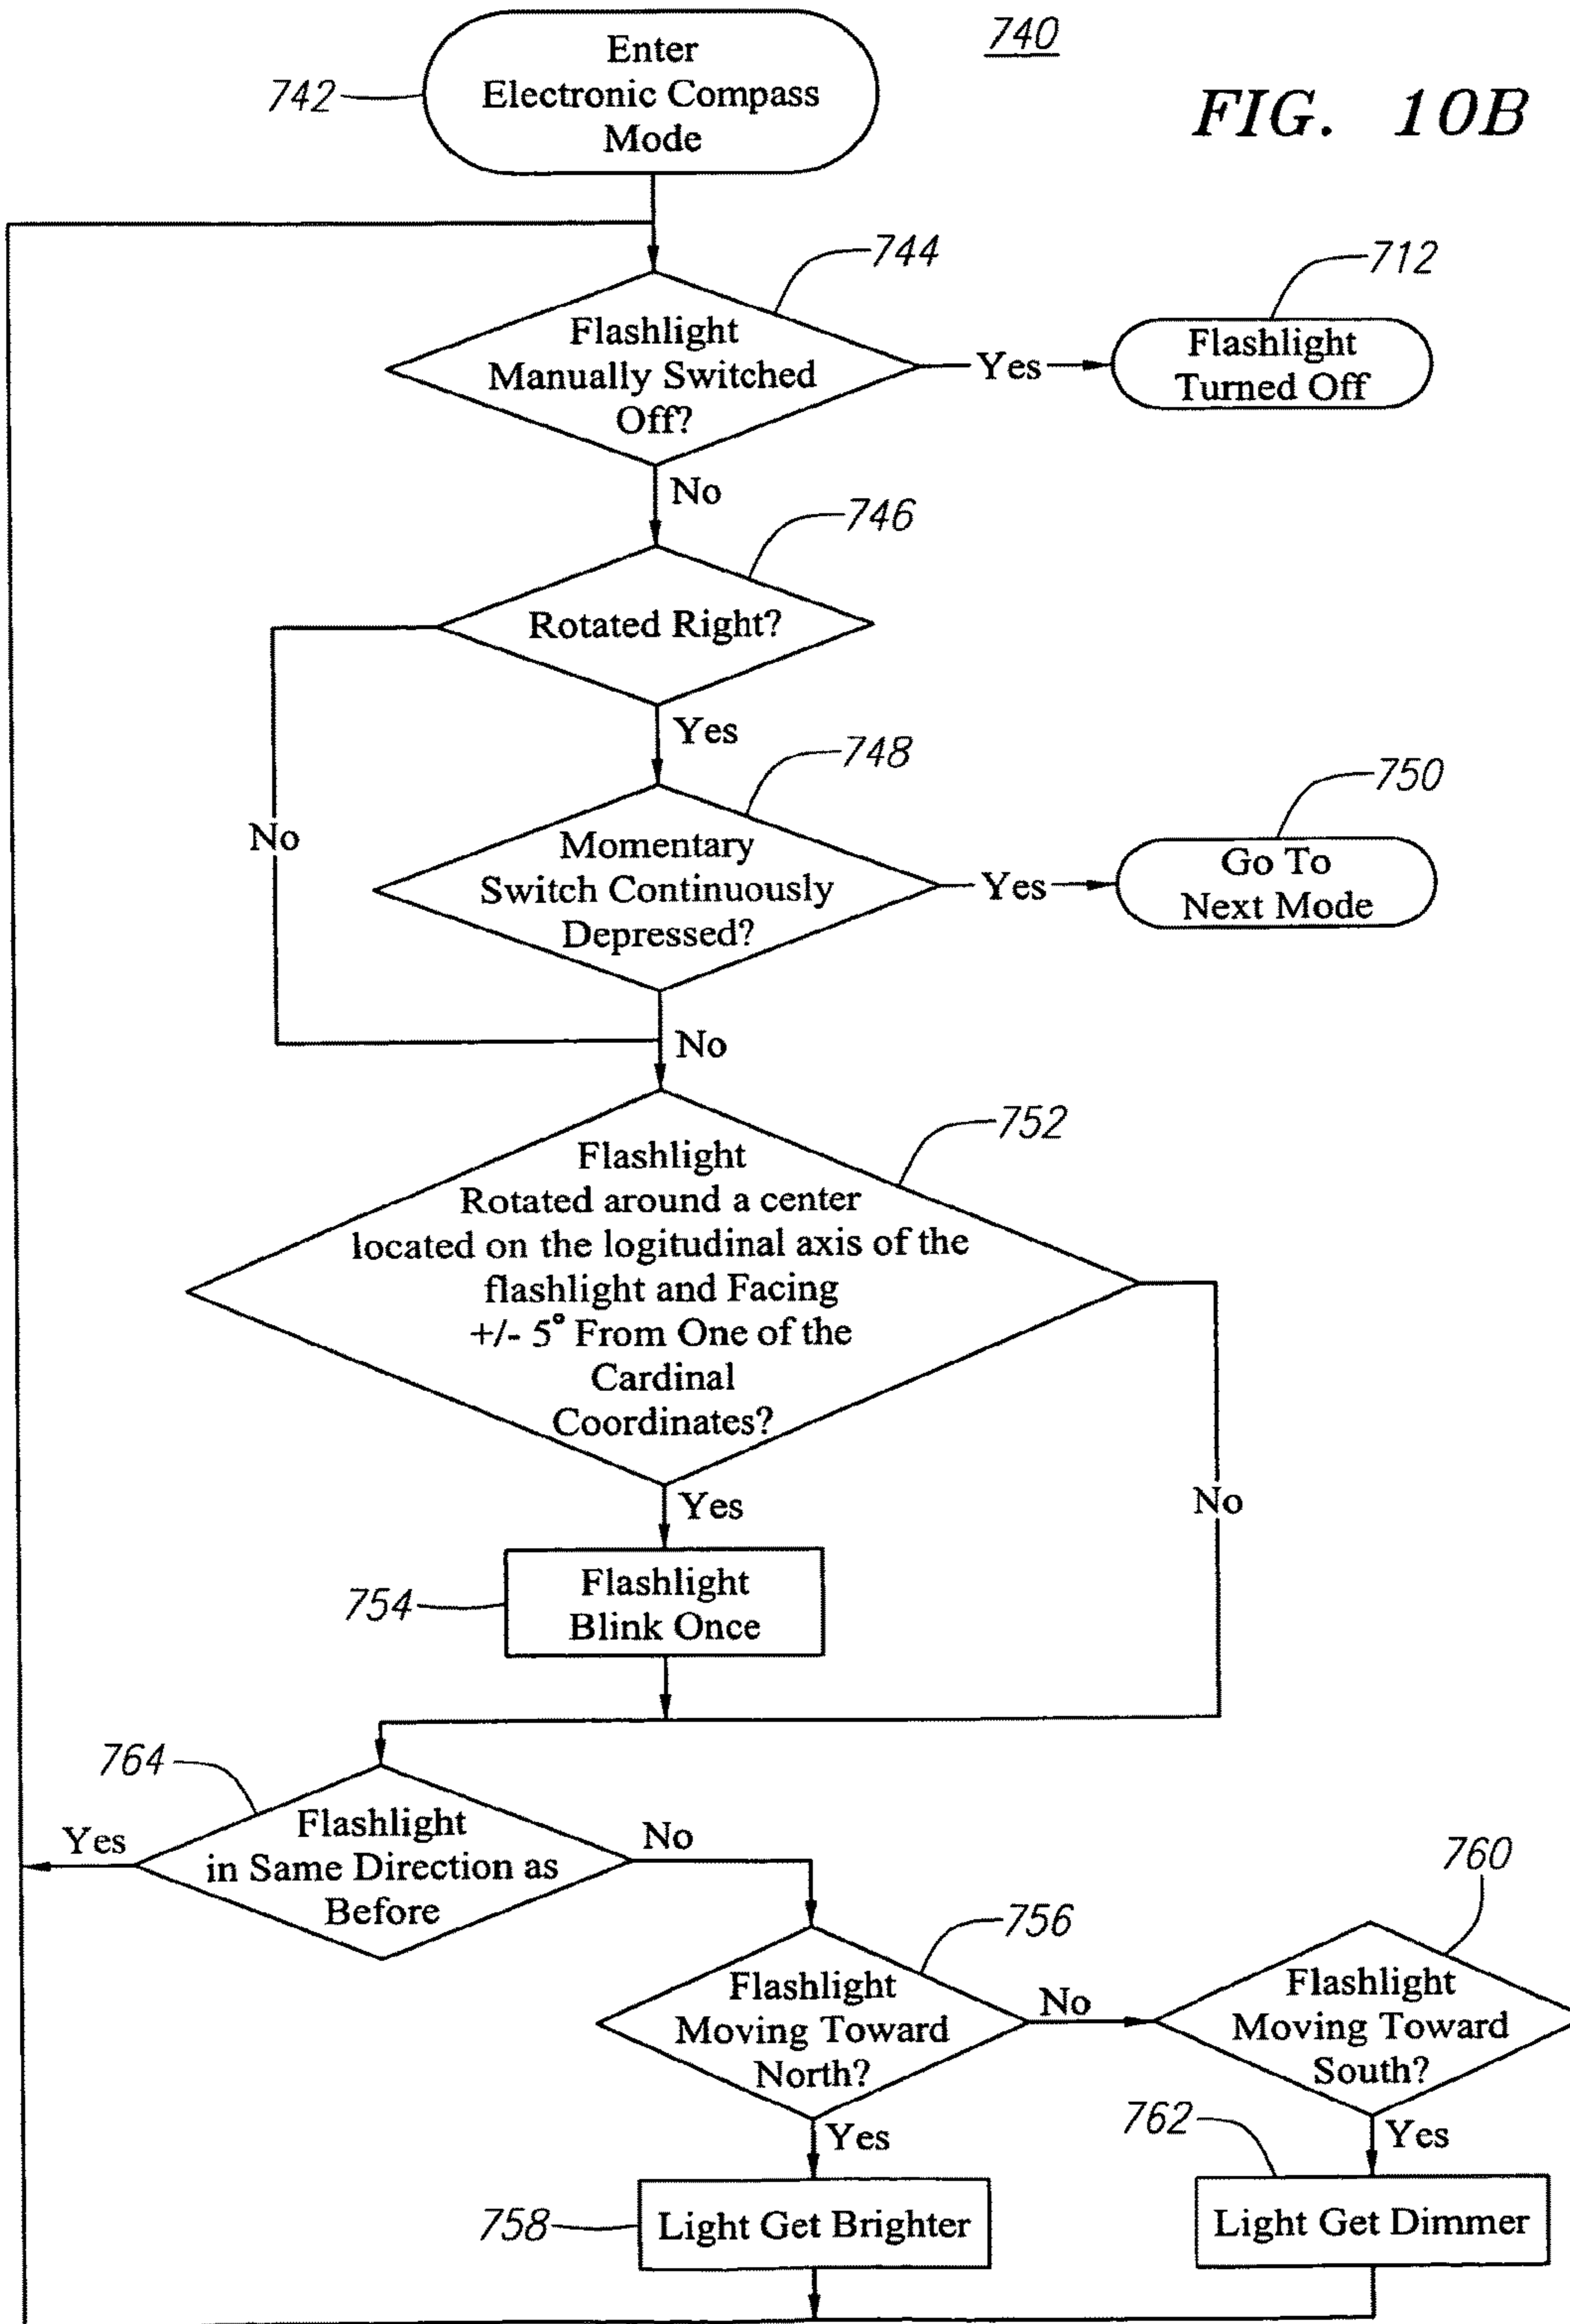 740
FIG. 10B
Enter
Electronic Compass
Mode
742
744
Flashlight
Manually Switched
Off?
Yes
712
Flashlight
Turned Off
No
746
Rotated Right?
No
Yes
748
Momentary
Switch Continuously
Depressed?
Yes
750
Go To
Next Mode
No
752
Flashlight
Rotated around a center
located on the logitudinal axis of the
flashlight and Facing
+/- 5° From One of the
Cardinal
Coordinates?
No
Yes
754
Flashlight
Blink Once
764
Flashlight
in Same Direction as
Before
Yes
No
756
Flashlight
Moving Toward
North?
No
760
Flashlight
Moving Toward
South?
Yes
758
Light Get Brighter
Yes
762
Light Get Dimmer